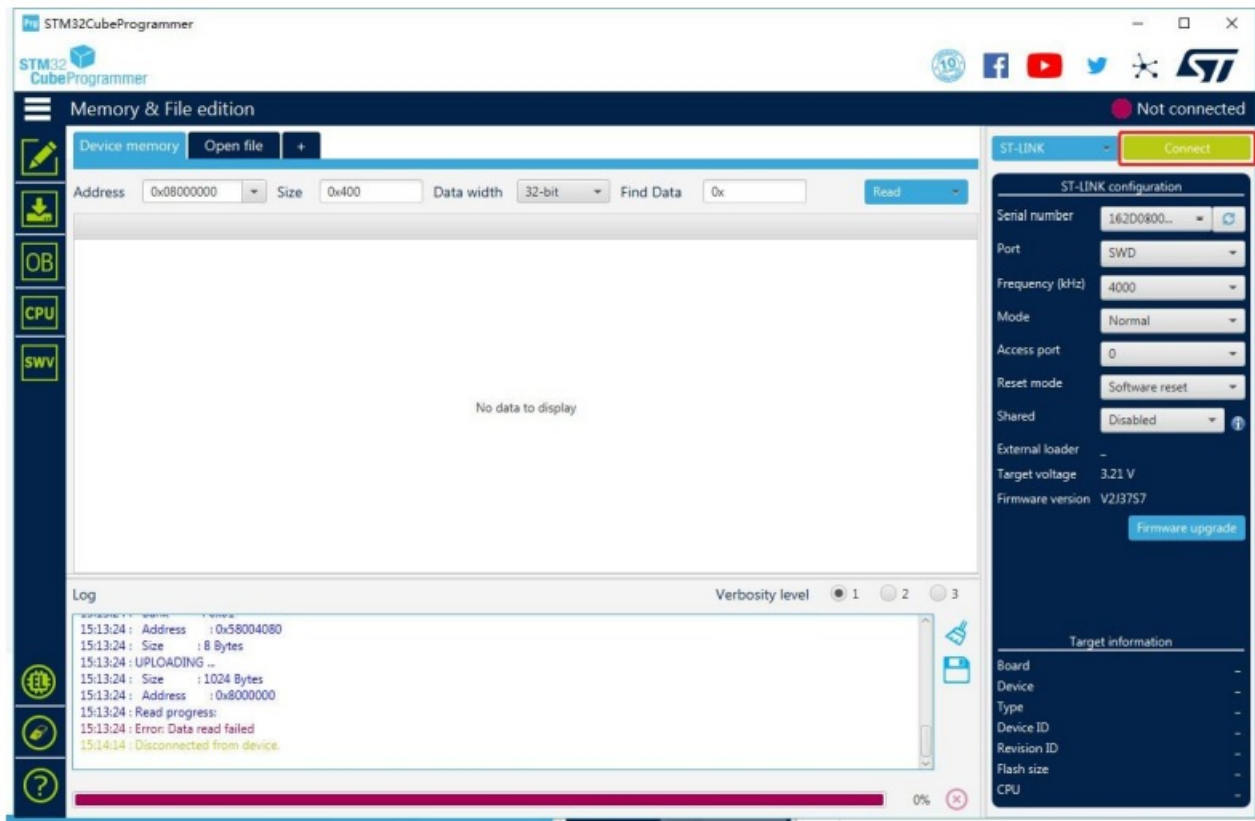 Prg STM32CubeProgrammer
STM32
CubeProgrammer
10
Memory & File edition
Not connected
Device memory Open file +
ST-LINK Connect
Address 0x08000000 Size 0x400 Data width 32-bit Find Data 0x Read
ST-LINK configuration
Serial number 162D0800...
Port SWD
Frequency (kHz) 4000
Mode Normal
Access port 0
Reset mode Software reset
Shared Disabled
External loader _
Target voltage 3.21 V
Firmware version V2J37S7
Firmware upgrade
OB
CPU
SWV
No data to display
Log Verbosity level 1 2 3
15:13:24 : Address : 0x58004080
15:13:24 : Size : 8 Bytes
15:13:24 : UPLOADING ...
15:13:24 : Size : 1024 Bytes
15:13:24 : Address : 0x8000000
15:13:24 : Read progress:
15:13:24 : Error: Data read failed
15:14:14 : Disconnected from device.
0%
EL
?
Target information
Board _
Device _
Type _
Device ID _
Revision ID _
Flash size _
CPU _